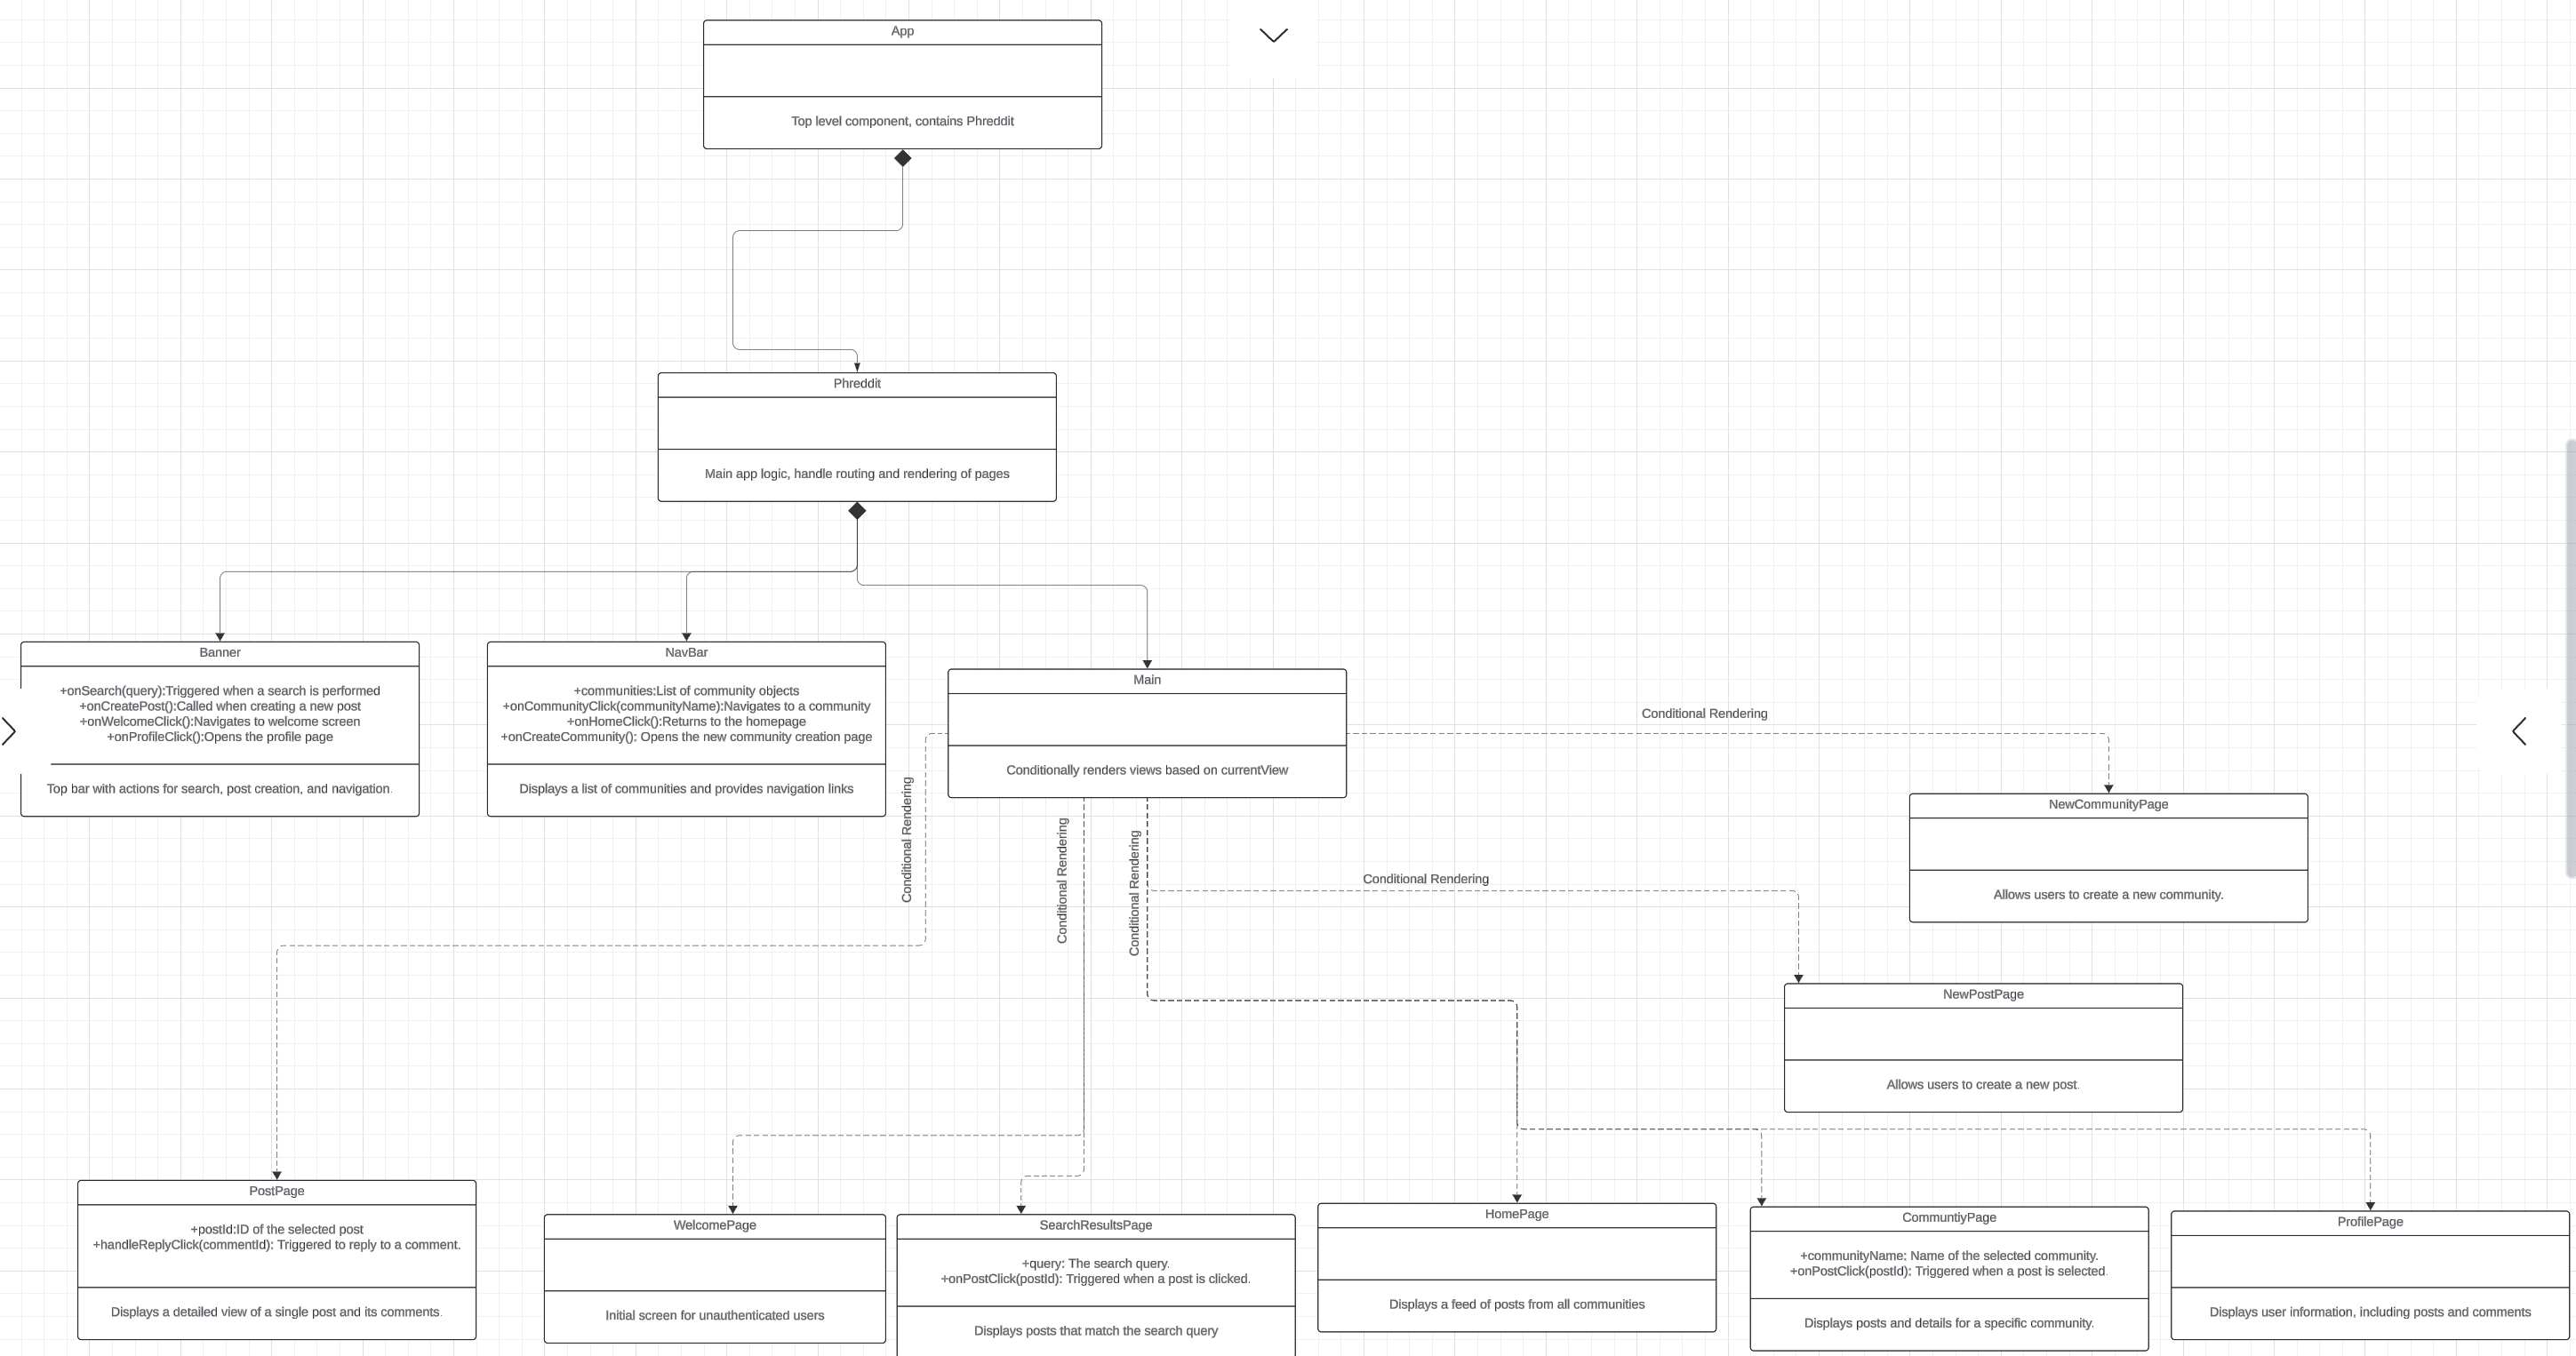 App
Top level component, contains Phreddit
Phreddit
Main app logic, handle routing and rendering of pages
Banner
+onSearch(query):Triggered when a search is performed
+onCreatePost():Called when creating a new post
+onWelcomeClick():Navigates to welcome screen
+onProfileClick():Opens the profile page
Top bar with actions for search, post creation, and navigation.
NavBar
+communities:List of community objects
+onCommunityClick(communityName):Navigates to a community
+onHomeClick():Returns to the homepage
+onCreateCommunity(): Opens the new community creation page
Displays a list of communities and provides navigation links
Main
Conditionally renders views based on currentView
Conditional Rendering
Conditional Rendering
Conditional Rendering
Conditional Rendering
Conditional Rendering
NewCommunityPage
Allows users to create a new community.
NewPostPage
Allows users to create a new post.
PostPage
+postId:ID of the selected post
+handleReplyClick(commentId): Triggered to reply to a comment.
Displays a detailed view of a single post and its comments.
WelcomePage
Initial screen for unauthenticated users
SearchResultsPage
+query: The search query.
+onPostClick(postId): Triggered when a post is clicked.
Displays posts that match the search query
HomePage
Displays a feed of posts from all communities
CommuntiyPage
+communityName: Name of the selected community.
+onPostClick(postId): Triggered when a post is selected.
Displays posts and details for a specific community.
ProfilePage
Displays user information, including posts and comments